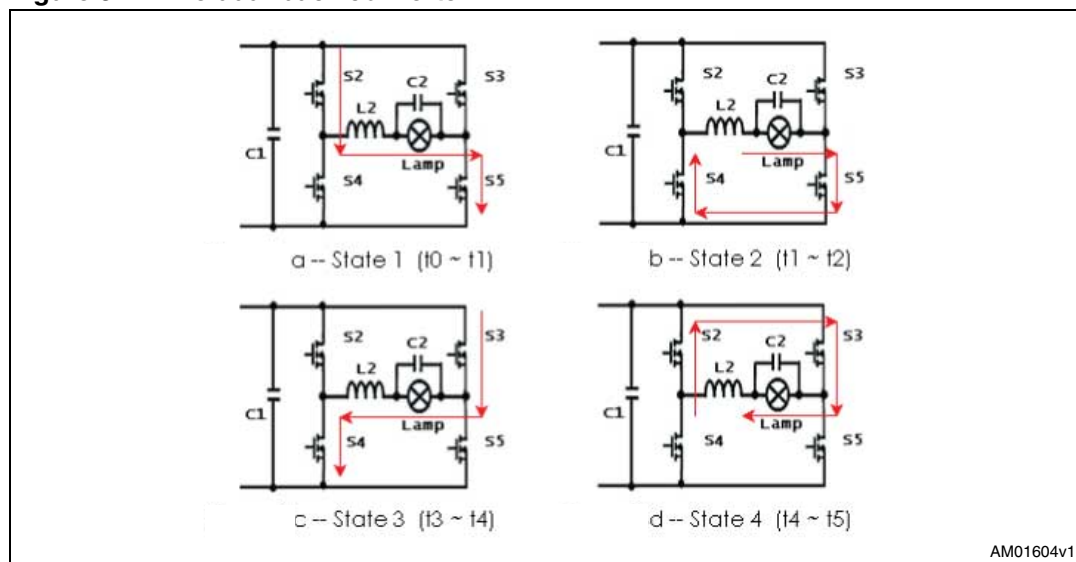 S2 S3
C2
L2
C1
Lamp
S4 S5
a -- State 1 (t0 ~ t1)
S2 S3
C2
L2
C1
Lamp
S4 S5
b -- State 2 (t1 ~ t2)
S2 S3
C2
L2
C1
Lamp
S4 S5
c -- State 3 (t3 ~ t4)
S2 S3
C2
L2
C1
Lamp
S4 S5
d -- State 4 (t4 ~ t5)
AM01604v1